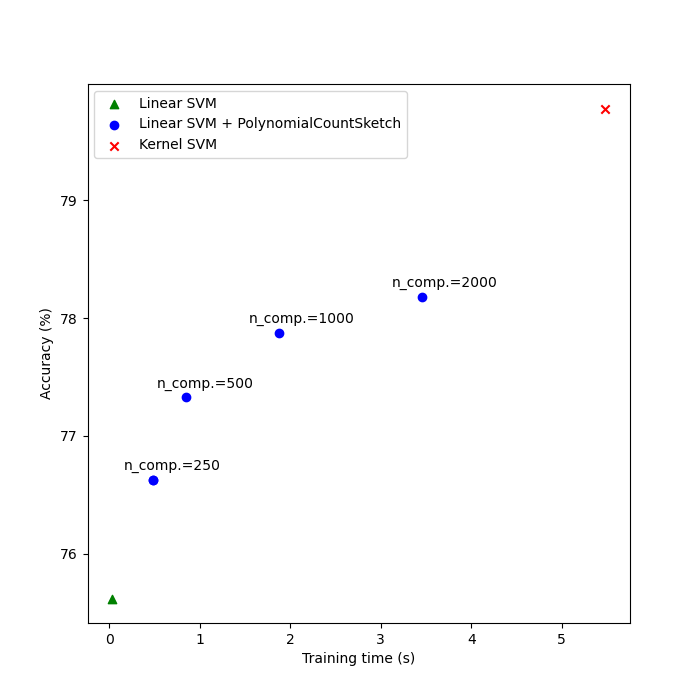 Linear SVM
Linear SVM + PolynomialCountSketch
Kernel SVM
79
n_comp.=2000
78
n_comp.=1000
n_comp.=500
77
n_comp.=250
76
Accuracy (%)
0 1 2 3 4 5
Training time (s)